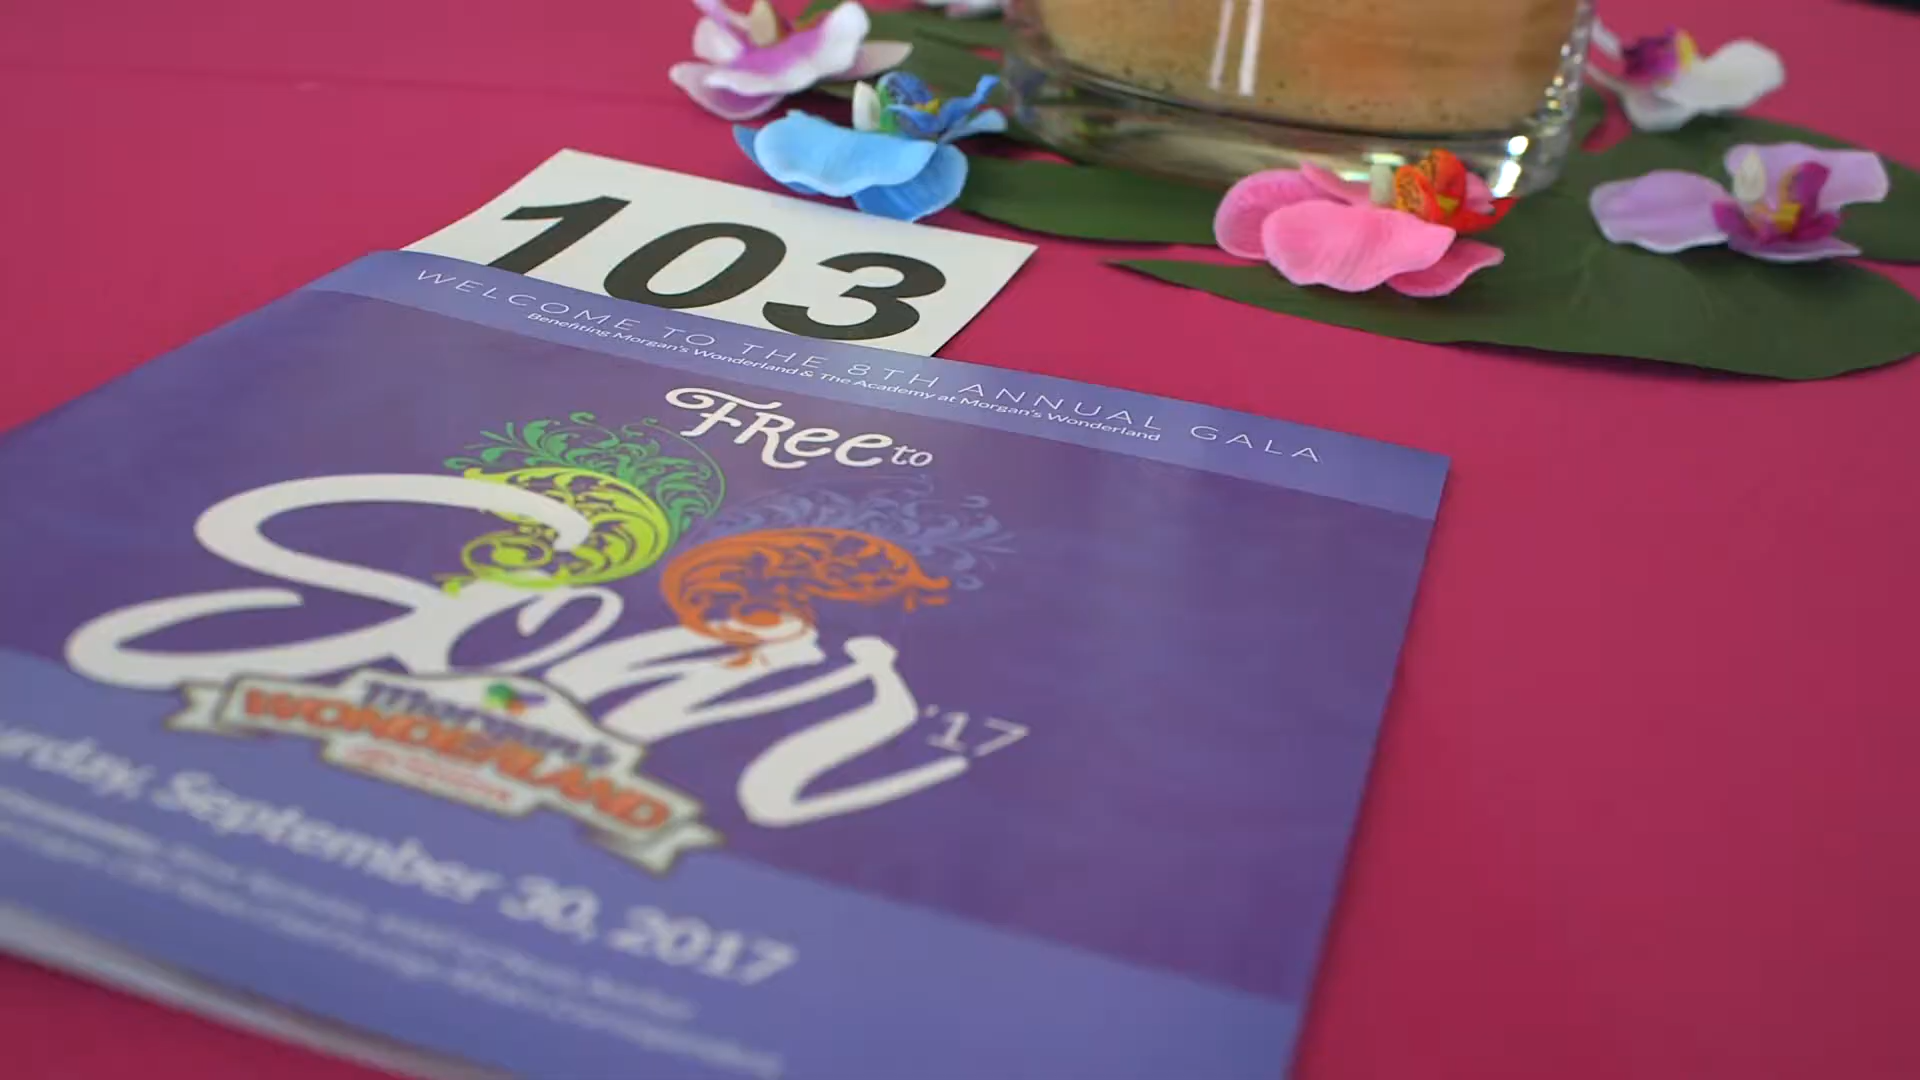 103
WELCOME TO THE 8TH ANNUAL GALA
Benefiting Morgan's Wonderland & The Academy at Morgan's Wonderland
FREE to
Soar '17
Morgan's
WONDERLAND
September 30, 2017